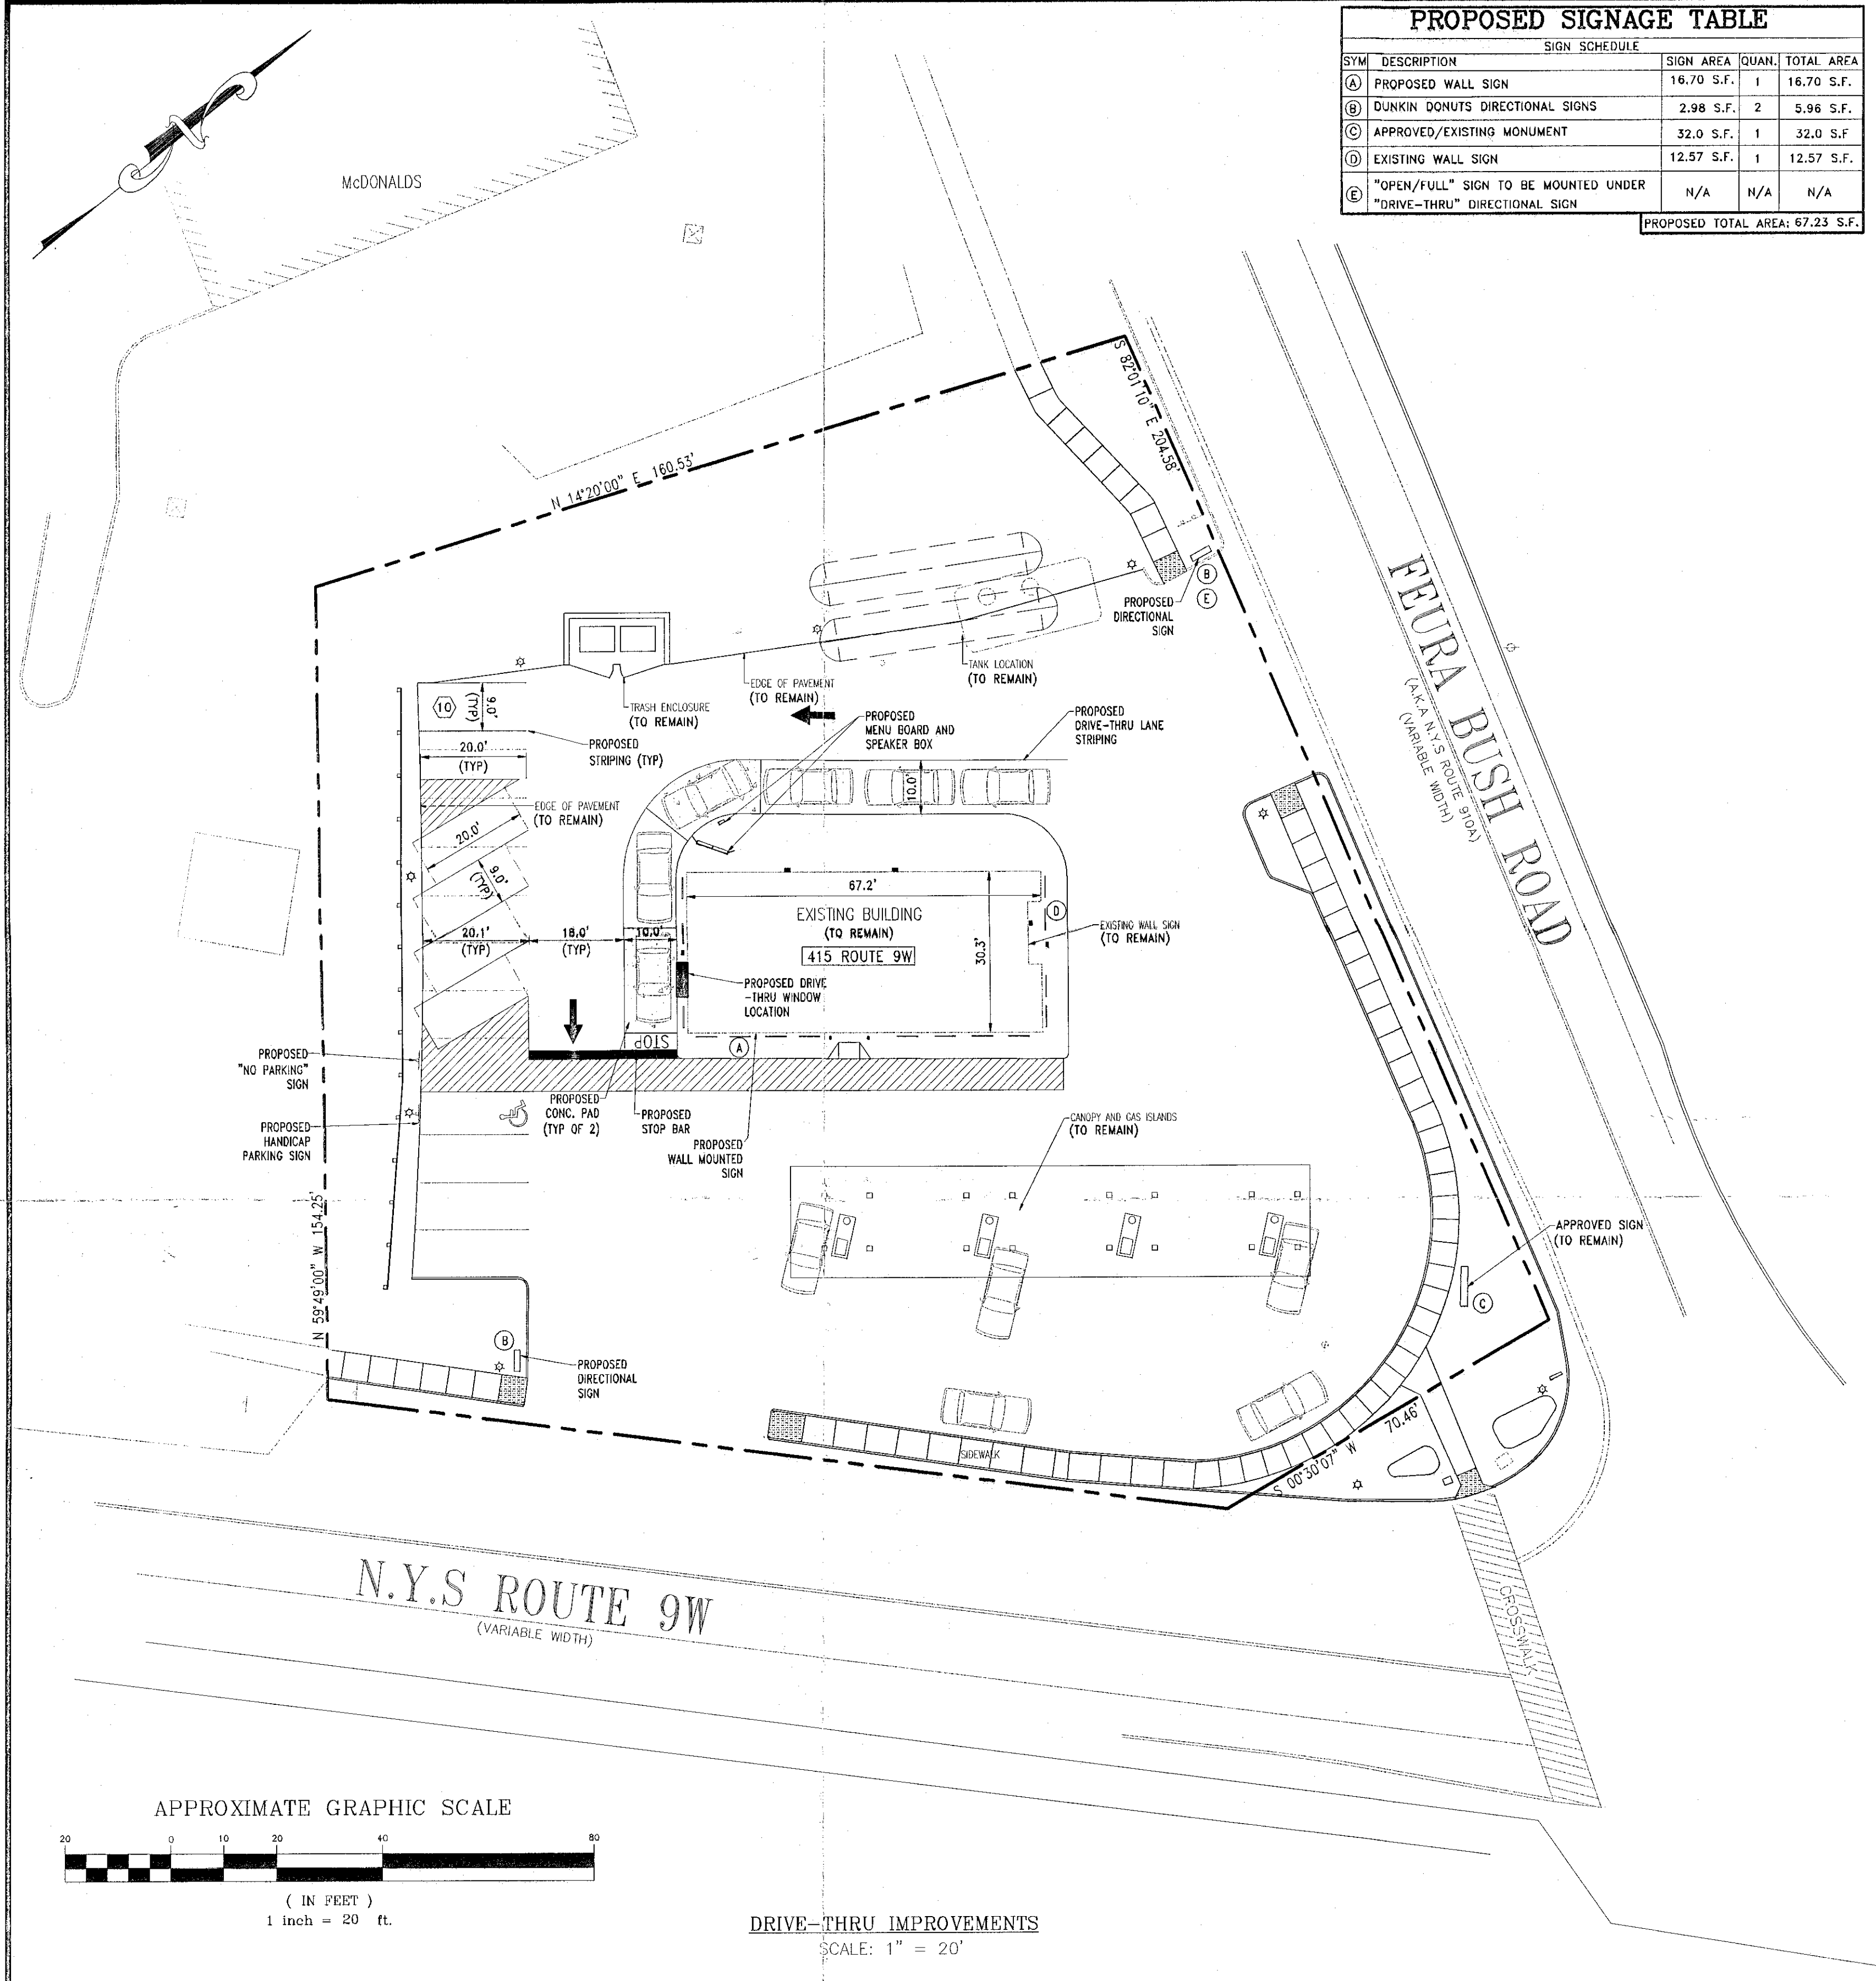 PROPOSED SIGNAGE TABLE
SIGN SCHEDULE
SYM DESCRIPTION SIGN AREA QUAN. TOTAL AREA
A PROPOSED WALL SIGN 16.70 S.F. 1 16.70 S.F.
B DUNKIN DONUTS DIRECTIONAL SIGNS 2.98 S.F. 2 5.96 S.F.
C APPROVED/EXISTING MONUMENT 32.0 S.F. 1 32.0 S.F
D EXISTING WALL SIGN 12.57 S.F. 1 12.57 S.F.
E "OPEN/FULL" SIGN TO BE MOUNTED UNDER
"DRIVE-THRU" DIRECTIONAL SIGN N/A N/A N/A
PROPOSED TOTAL AREA: 67.23 S.F.
N
McDONALDS
S 82°01'10" E 204.58'
N 14°20'00" E 160.53'
FEURA BUSH ROAD
(A.K.A N.Y.S ROUTE 910A)
(VARIABLE WIDTH)
B
E
PROPOSED
DIRECTIONAL
SIGN
TANK LOCATION
(TO REMAIN)
EDGE OF PAVEMENT
(TO REMAIN)
TRASH ENCLOSURE
(TO REMAIN)
10
9.0'
(TYP)
PROPOSED
MENU BOARD AND
SPEAKER BOX
PROPOSED
DRIVE-THRU LANE
STRIPING
PROPOSED
STRIPING (TYP)
20.0'
(TYP)
10.0'
EDGE OF PAVEMENT
(TO REMAIN)
20.0'
9.0'
(TYP)
67.2'
EXISTING BUILDING
(TO REMAIN)
415 ROUTE 9W
30.3'
D
EXISTING WALL SIGN
(TO REMAIN)
20.1'
(TYP)
18.0'
(TYP)
10.0'
PROPOSED DRIVE
-THRU WINDOW
LOCATION
STOP
A
PROPOSED
"NO PARKING"
SIGN
PROPOSED
HANDICAP
PARKING SIGN
PROPOSED
CONC. PAD
(TYP OF 2)
PROPOSED
STOP BAR
PROPOSED
WALL MOUNTED
SIGN
CANOPY AND GAS ISLANDS
(TO REMAIN)
N 59°49'00" W 154.25'
APPROVED SIGN
(TO REMAIN)
C
B
PROPOSED
DIRECTIONAL
SIGN
SIDEWALK
S 00°30'07" W 70.46'
CROSSWALK
N.Y.S ROUTE 9W
(VARIABLE WIDTH)
APPROXIMATE GRAPHIC SCALE
20 0 10 20 40 80
( IN FEET )
1 inch = 20 ft.
DRIVE-THRU IMPROVEMENTS
SCALE: 1" = 20'